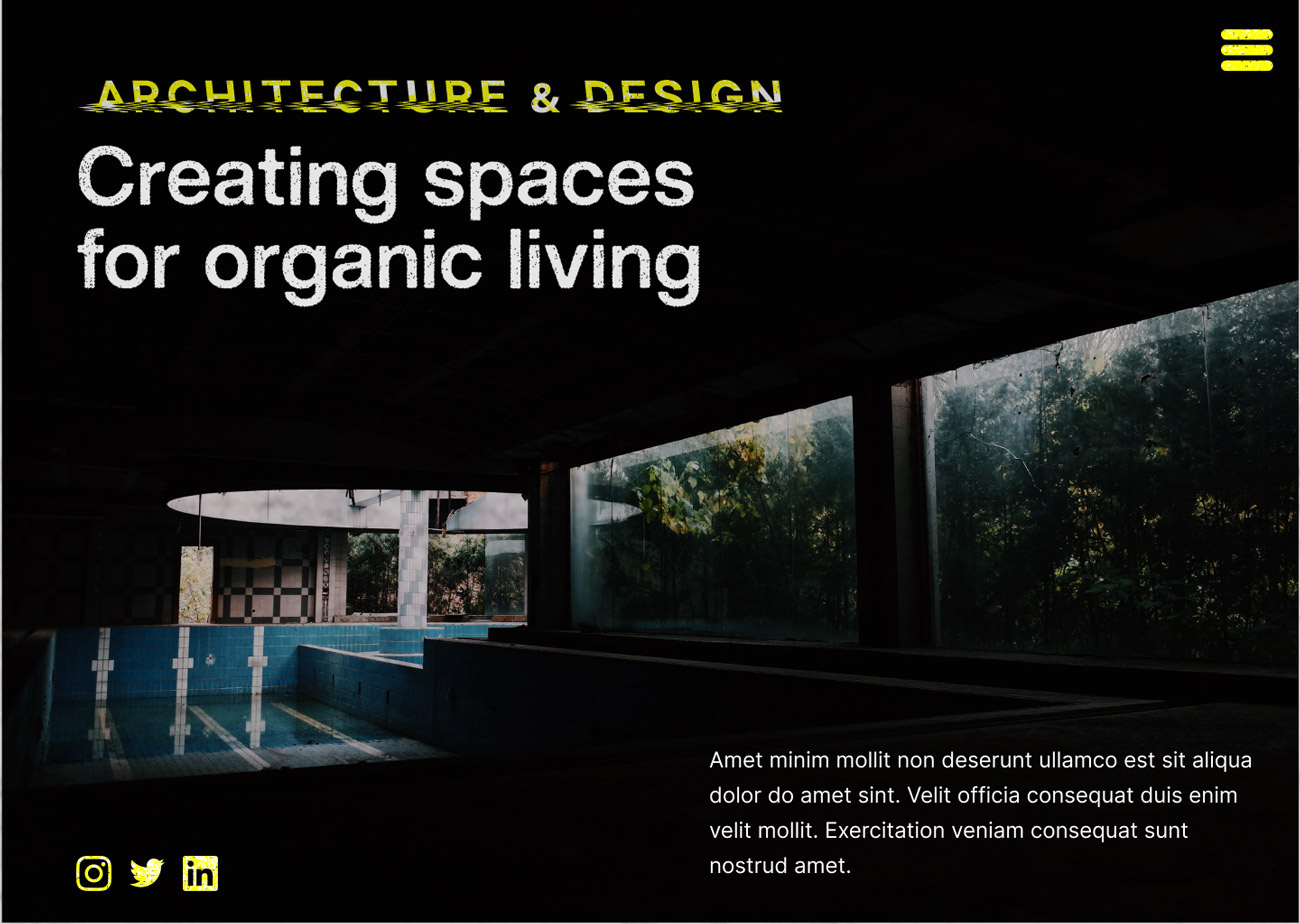 ARCHITECTURE & DESIGN
Creating spaces
for organic living
Amet minim mollit non deserunt ullamco est sit aliqua
dolor do amet sint. Velit officia consequat duis enim
velit mollit. Exercitation veniam consequat sunt
nostrud amet.
in